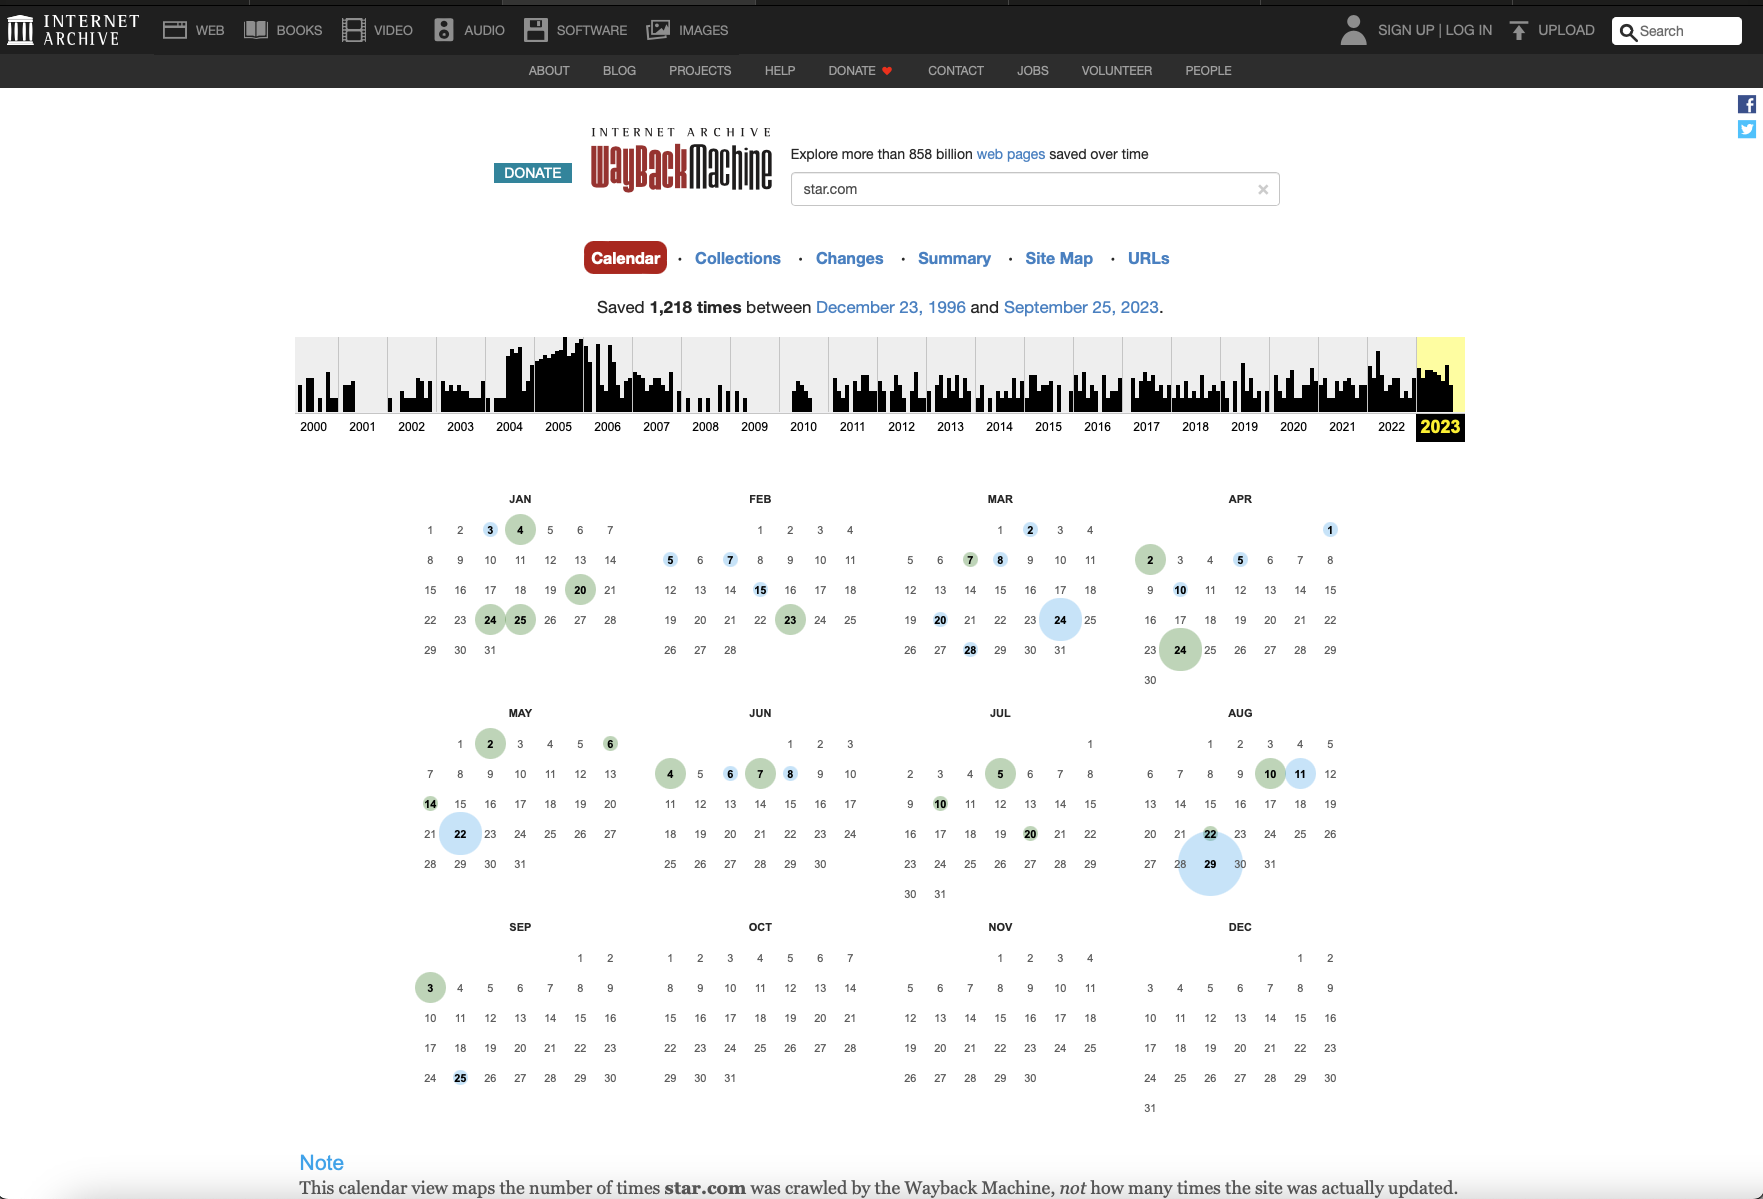 INTERNET ARCHIVE WEB BOOKS VIDEO AUDIO SOFTWARE IMAGES SIGN UP | LOG IN UPLOAD Search
ABOUT BLOG PROJECTS HELP DONATE CONTACT JOBS VOLUNTEER PEOPLE
INTERNET ARCHIVE
WayBackMachine
DONATE
Explore more than 858 billion web pages saved over time
star.com ×
Calendar · Collections · Changes · Summary · Site Map · URLs
Saved 1,218 times between December 23, 1996 and September 25, 2023.
2000 2001 2002 2003 2004 2005 2006 2007 2008 2009 2010 2011 2012 2013 2014 2015 2016 2017 2018 2019 2020 2021 2022 2023
JAN
1 2 3 4 5 6 7
8 9 10 11 12 13 14
15 16 17 18 19 20 21
22 23 24 25 26 27 28
29 30 31
FEB
1 2 3 4
5 6 7 8 9 10 11
12 13 14 15 16 17 18
19 20 21 22 23 24 25
26 27 28
MAR
1 2 3 4
5 6 7 8 9 10 11
12 13 14 15 16 17 18
19 20 21 22 23 24 25
26 27 28 29 30 31
APR
1
2 3 4 5 6 7 8
9 10 11 12 13 14 15
16 17 18 19 20 21 22
23 24 25 26 27 28 29
30
MAY
1 2 3 4 5 6
7 8 9 10 11 12 13
14 15 16 17 18 19 20
21 22 23 24 25 26 27
28 29 30 31
JUN
1 2 3
4 5 6 7 8 9 10
11 12 13 14 15 16 17
18 19 20 21 22 23 24
25 26 27 28 29 30
JUL
1
2 3 4 5 6 7 8
9 10 11 12 13 14 15
16 17 18 19 20 21 22
23 24 25 26 27 28 29
30 31
AUG
1 2 3 4 5
6 7 8 9 10 11 12
13 14 15 16 17 18 19
20 21 22 23 24 25 26
27 28 29 30 31
SEP
1 2
3 4 5 6 7 8 9
10 11 12 13 14 15 16
17 18 19 20 21 22 23
24 25 26 27 28 29 30
OCT
1 2 3 4 5 6 7
8 9 10 11 12 13 14
15 16 17 18 19 20 21
22 23 24 25 26 27 28
29 30 31
NOV
1 2 3 4
5 6 7 8 9 10 11
12 13 14 15 16 17 18
19 20 21 22 23 24 25
26 27 28 29 30
DEC
1 2
3 4 5 6 7 8 9
10 11 12 13 14 15 16
17 18 19 20 21 22 23
24 25 26 27 28 29 30
31
Note
This calendar view maps the number of times star.com was crawled by the Wayback Machine, not how many times the site was actually updated.